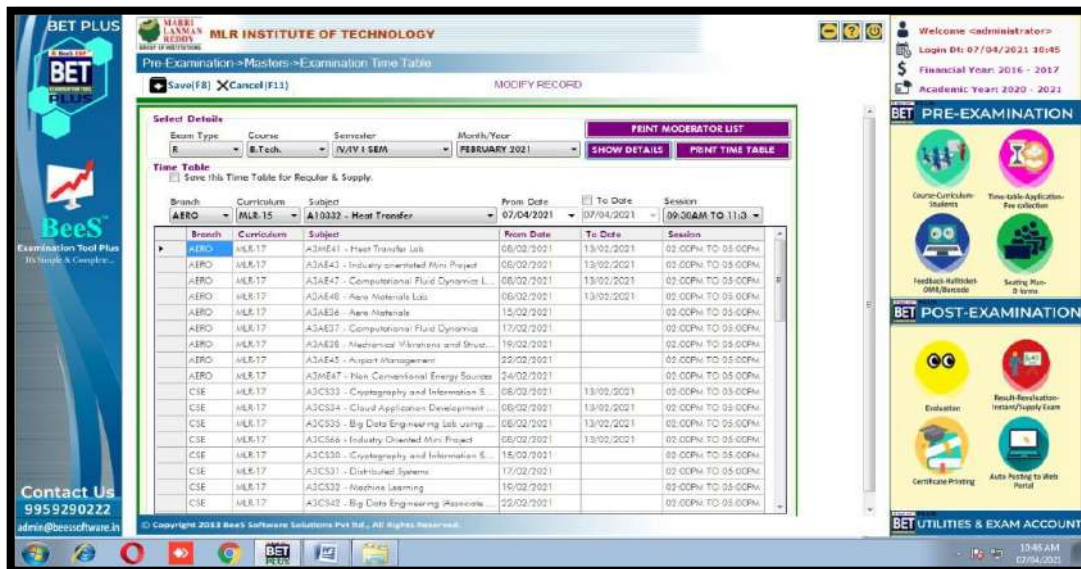 BET PLUS
A BeeS ERP
BET
EXAMINATION TOOL
PLUS
BeeS™
Examination Tool Plus
It's Simple & Complete...
Contact Us
9959290222
admin@beessoftware.in
MARRI
LAXMAN
REDDY
GROUP OF INSTITUTIONS
MLR INSTITUTE OF TECHNOLOGY
Pre-Examination->Masters->Examination Time Table
Save(F8) Cancel(F11) MODIFY RECORD
Select Details
Exam Type Course Semester Month/Year
R B.Tech. IV/IV I SEM FEBRUARY 2021
PRINT MODERATOR LIST
SHOW DETAILS PRINT TIME TABLE
Time Table
Save this Time Table for Regular & Supply.
Branch Curriculum Subject From Date To Date Session
AERO MLR-15 A10332 - Heat Transfer 07/04/2021 07/04/2021 09:30AM TO 11:3
Branch Curriculum Subject From Date To Date Session
AERO MLR-17 A3ME41 - Heat Transfer Lab 08/02/2021 13/02/2021 02:00PM TO 05:00PM
AERO MLR-17 A3AE43 - Industry orientated Mini Project 08/02/2021 13/02/2021 02:00PM TO 05:00PM
AERO MLR-17 A3AE47 - Computational Fluid Dynamics L... 08/02/2021 13/02/2021 02:00PM TO 05:00PM
AERO MLR-17 A3AE48 - Aero Materials Lab 08/02/2021 13/02/2021 02:00PM TO 05:00PM
AERO MLR-17 A3AE36 - Aero Materials 15/02/2021 02:00PM TO 05:00PM
AERO MLR-17 A3AE37 - Computational Fluid Dynamics 17/02/2021 02:00PM TO 05:00PM
AERO MLR-17 A3AE38 - Mechanical Vibrations and Struct... 19/02/2021 02:00PM TO 05:00PM
AERO MLR-17 A3AE45 - Airport Management 22/02/2021 02:00PM TO 05:00PM
AERO MLR-17 A3ME47 - Non Conventional Energy Sources 24/02/2021 02:00PM TO 05:00PM
CSE MLR-17 A3CS33 - Cryptography and Information S... 08/02/2021 13/02/2021 02:00PM TO 05:00PM
CSE MLR-17 A3CS34 - Cloud Application Development ... 08/02/2021 13/02/2021 02:00PM TO 05:00PM
CSE MLR-17 A3CS35 - Big Data Engineering Lab using ... 08/02/2021 13/02/2021 02:00PM TO 05:00PM
CSE MLR-17 A3CS66 - Industry Oriented Mini Project 08/02/2021 13/02/2021 02:00PM TO 05:00PM
CSE MLR-17 A3CS30 - Cryptography and Information S... 15/02/2021 02:00PM TO 05:00PM
CSE MLR-17 A3CS31 - Distributed Systems 17/02/2021 02:00PM TO 05:00PM
CSE MLR-17 A3CS32 - Machine Learning 19/02/2021 02:00PM TO 05:00PM
CSE MLR-17 A3CS42 - Big Data Engineering (Associate... 22/02/2021 02:00PM TO 05:00PM
© Copyright 2013 BeeS Software Solutions Pvt ltd., All Rights Reserved.
Welcome <administrator>
Login Dt: 07/04/2021 10:45
Financial Year: 2016 - 2017
Academic Year: 2020 - 2021
BET PRE-EXAMINATION
Course-Curriculum-
Students
Time-table-Application-
Fee collection
Feedback-Hallticket-
OMR/Barcode
Seating Plan-
D forms
BET POST-EXAMINATION
Evaluation
Result-Revaluation-
Instant/Supply Exam
Certificate Printing
Auto Posting to Web
Portal
BET UTILITIES & EXAM ACCOUNT
BET
PLUS
10:46 AM
07/04/2021